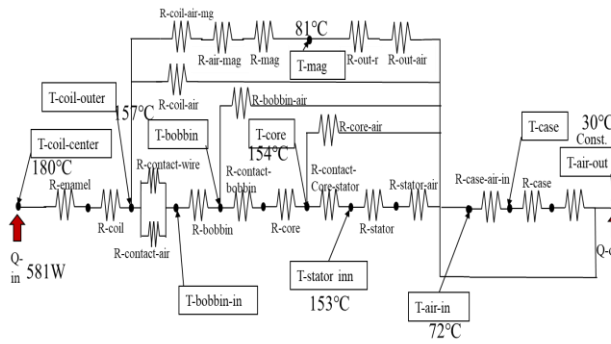 R-coil-air-mg
81℃
R-air-mag
R-mag
R-out-r
R-out-air
T-mag
R-coil-air
T-coil-outer
157℃
R-bobbin-air
T-bobbin
T-core
154℃
R-core-air
30℃
Const.
T-case
T-air-out
T-coil-center
180℃
R-contact-wire
R-contact-
bobbin
R-contact-
Core-stator
R-enamel
R-stator-air
R-case-air-in
R-case
R-coil
R-contact-air
R-bobbin
R-core
R-stator
Q-
in 581W
T-bobbin-in
T-stator inn
153℃
T-air-in
72℃